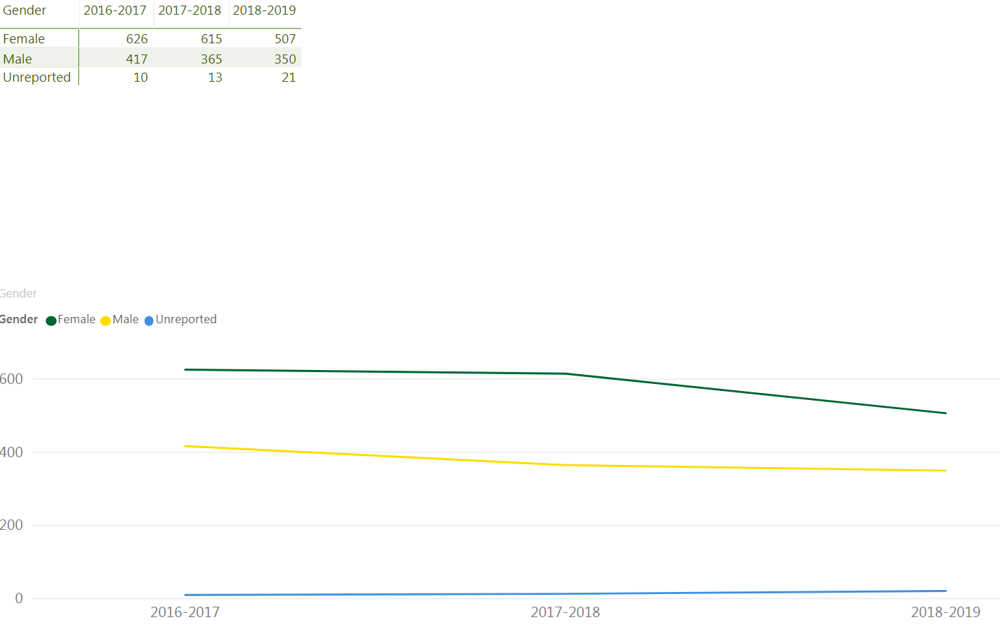 Gender 2016-2017 2017-2018 2018-2019
Female 626 615 507
Male 417 365 350
Unreported 10 13 21
Gender
Gender Female Male Unreported
600
400
200
0
2016-2017 2017-2018 2018-2019